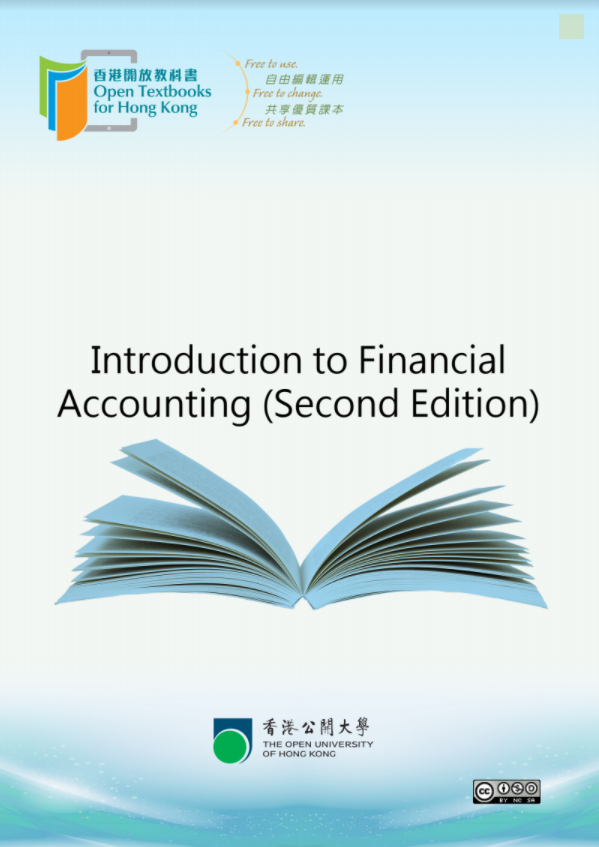 香港開放教科書
Open Textbooks
for Hong Kong
Free to use.
自由編輯運用
Free to change.
共享優質課本
Free to share.
Introduction to Financial
Accounting (Second Edition)
香港公開大學
THE OPEN UNIVERSITY
OF HONG KONG
cc
BY NC SA